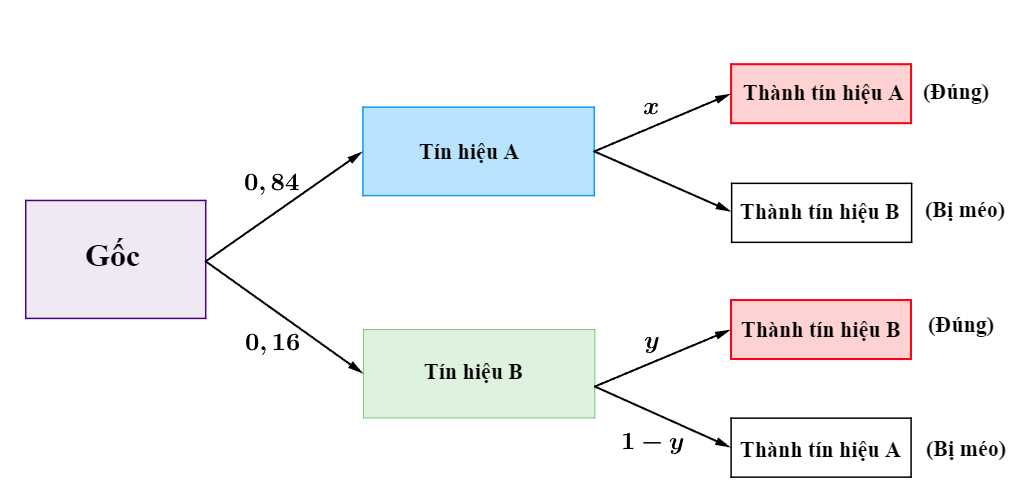 Thành tín hiệu A (Đúng)
x
Tín hiệu A
0,84
Thành tín hiệu B (Bị méo)
Gốc
Thành tín hiệu B (Đúng)
0,16
y
Tín hiệu B
1 − y
Thành tín hiệu A (Bị méo)